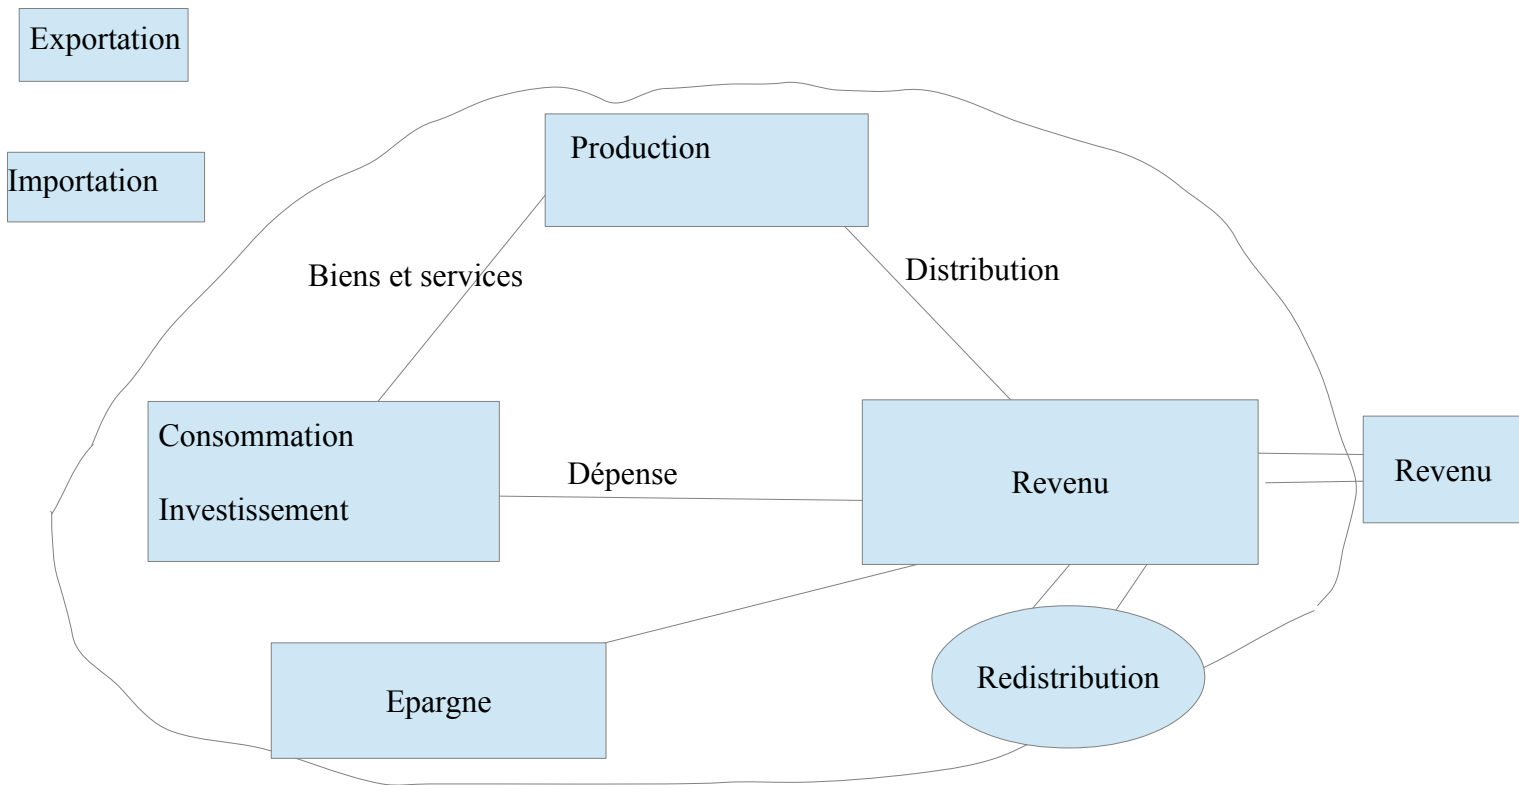 Exportation
Production
Importation
Biens et services
Distribution
Consommation
Investissement
Dépense
Revenu
Revenu
Epargne
Redistribution